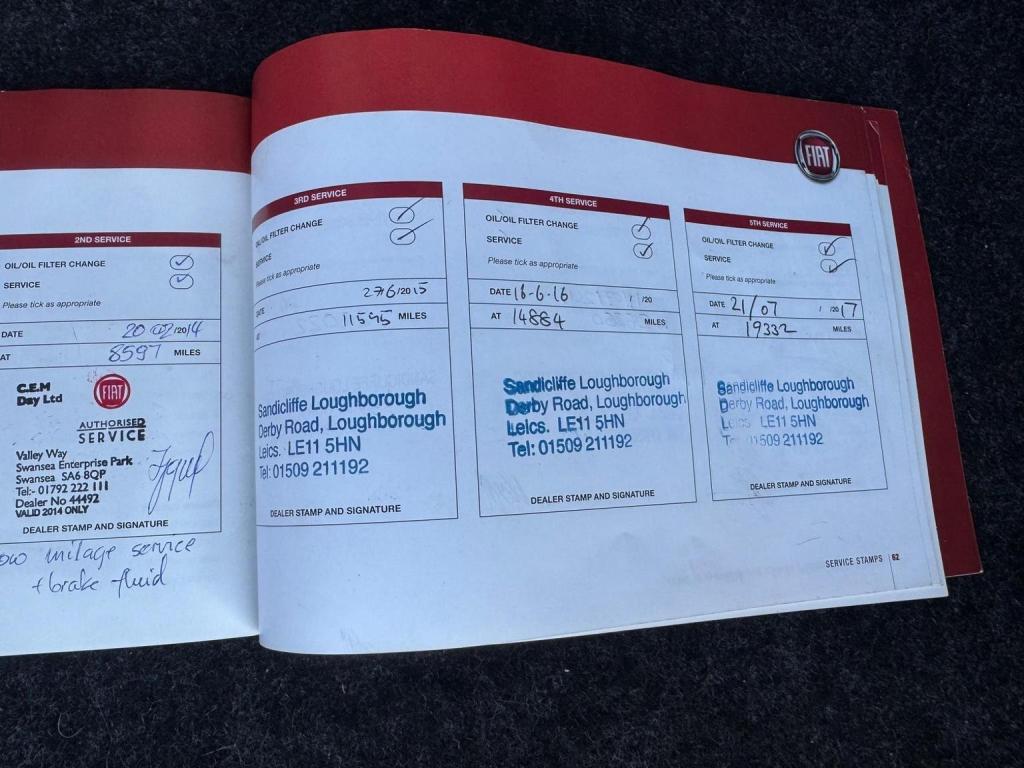 FIAT
2ND SERVICE
OIL/OIL FILTER CHANGE
SERVICE
Please tick as appropriate
DATE 20 02/2014
AT 8597 MILES
C.E.M
Day Ltd
FIAT
AUTHORISED
SERVICE
Valley Way
Swansea Enterprise Park
Swansea SA6 8QP
Tel:- 01792 222 111
Dealer No 44492
VALID 2014 ONLY
DEALER STAMP AND SIGNATURE
milage service
+ brake fluid
3RD SERVICE
OIL/OIL FILTER CHANGE
SERVICE
Please tick as appropriate
DATE /6/2015
AT 11595 MILES
Sandicliffe Loughborough
Derby Road, Loughborough
Leics. LE11 5HN
Tel: 01509 211192
DEALER STAMP AND SIGNATURE
4TH SERVICE
OIL/OIL FILTER CHANGE
SERVICE
Please tick as appropriate
DATE 16-6-16 / /20
AT 14884 MILES
Sandicliffe Loughborough
Derby Road, Loughborough
Leics. LE11 5HN
Tel: 01509 211192
DEALER STAMP AND SIGNATURE
5TH SERVICE
OIL/OIL FILTER CHANGE
SERVICE
Please tick as appropriate
DATE 21/07 / /2017
AT 19332 MILES
Sandicliffe Loughborough
Derby Road, Loughborough
Leics. LE11 5HN
Tel: 01509 211192
DEALER STAMP AND SIGNATURE
SERVICE STAMPS 62